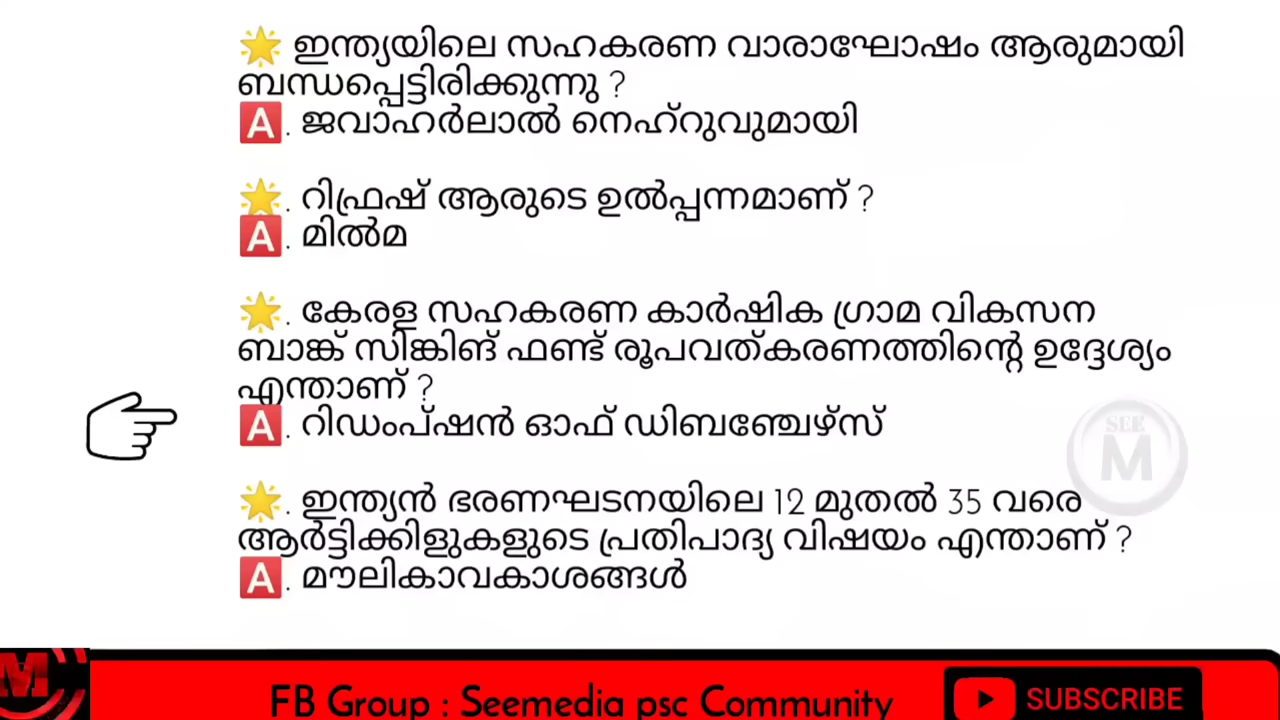 🌟 ഇന്ത്യയിലെ സഹകരണ വാരാഘോഷം ആരുമായി
ബന്ധപ്പെട്ടിരിക്കുന്നു ?
🅰. ജവാഹർലാൽ നെഹ്റുവുമായി
🌟. റിഫ്രഷ് ആരുടെ ഉൽപ്പന്നമാണ് ?
🅰. മിൽമ
🌟. കേരള സഹകരണ കാർഷിക ഗ്രാമ വികസന
ബാങ്ക് സിങ്കിങ് ഫണ്ട് രൂപവത്കരണത്തിന്റെ ഉദ്ദേശ്യം
എന്താണ് ?
🅰. റിഡംപ്ഷൻ ഓഫ് ഡിബഞ്ചേഴ്സ്
SEE
M
🌟. ഇന്ത്യൻ ഭരണഘടനയിലെ 12 മുതൽ 35 വരെ
ആർട്ടിക്കിളുകളുടെ പ്രതിപാദ്യ വിഷയം എന്താണ് ?
🅰. മൗലികാവകാശങ്ങൾ
M
FB Group : Seemedia psc Community
SUBSCRIBE